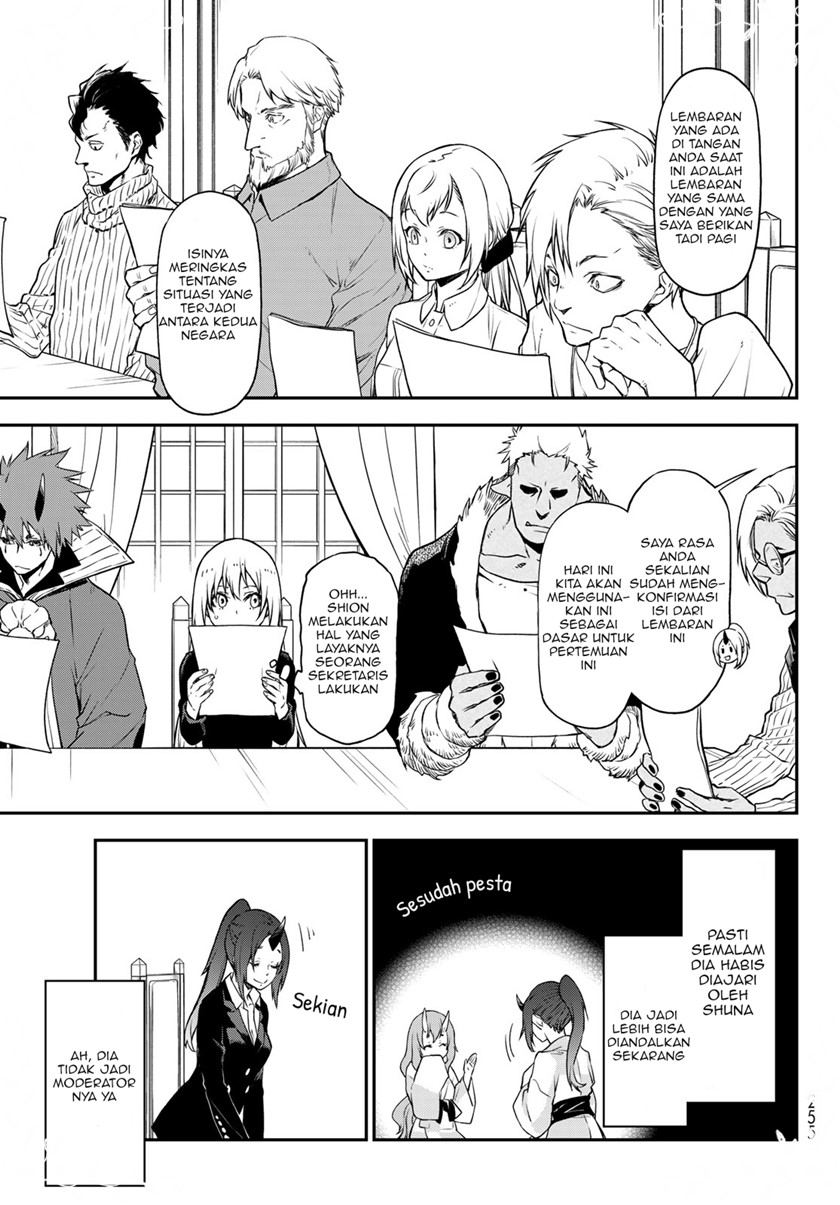 LEMBARAN
YANG ADA
DI TANGAN
ANDA SAAT
INI ADALAH
LEMBARAN
YANG SAMA
DENGAN YANG
SAYA BERIKAN
TADI PAGI
ISINYA
MERINGKAS
TENTANG
SITUASI YANG
TERJADI
ANTARA KEDUA
NEGARA
SAYA RASA
ANDA
SEKALIAN
SUDAH MENG-
KONFIRMASI
ISI DARI
LEMBARAN
INI
HARI INI
KITA AKAN
MENGGUNA-
KAN INI
SEBAGAI
DASAR UNTUK
PERTEMUAN
INI
OHH...
SHION
MELAKUKAN
HAL YANG
LAYAKNYA
SEORANG
SEKRETARIS
LAKUKAN
PASTI
SEMALAM
DIA HABIS
DIAJARI
OLEH
SHUNA
Sesudah pesta
DIA JADI
LEBIH BISA
DIANDALKAN
SEKARANG
Sekian
AH, DIA
TIDAK JADI
MODERATOR
NYA YA
255